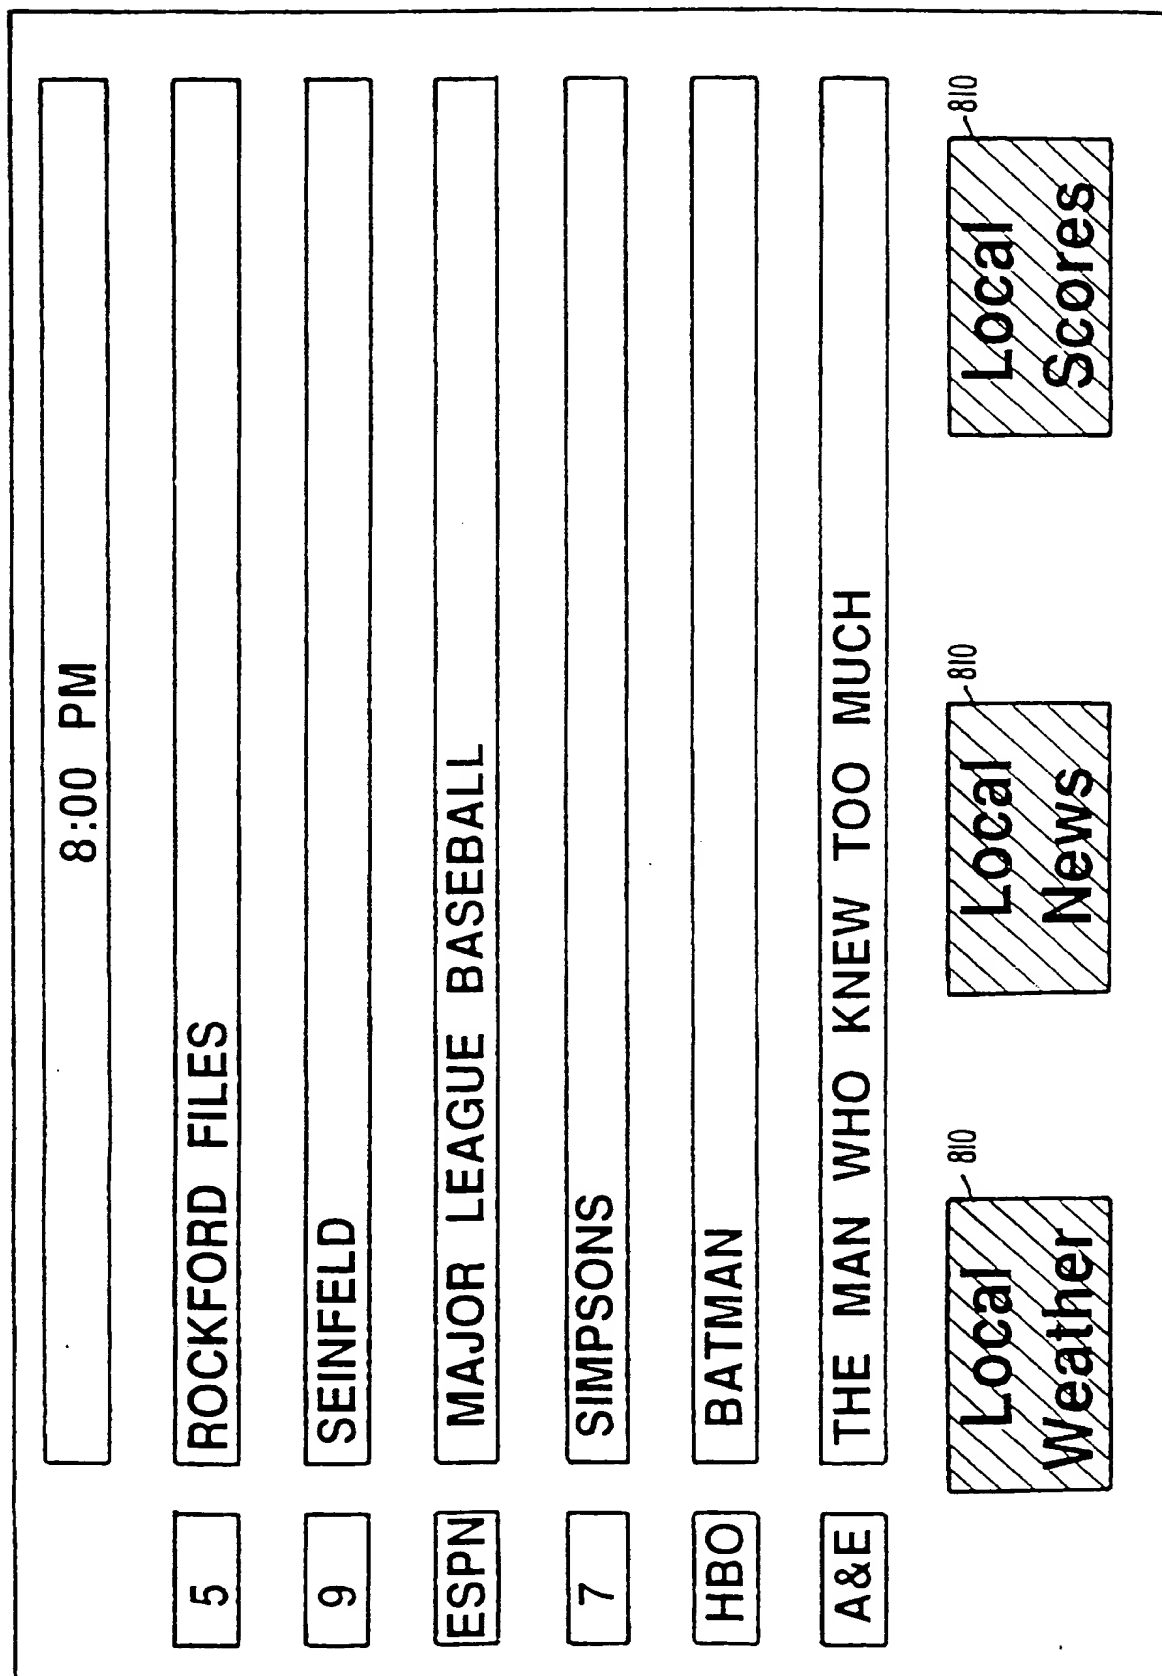 8:00 PM
5 ROCKFORD FILES
9 SEINFELD
ESPN MAJOR LEAGUE BASEBALL
7 SIMPSONS
HBO BATMAN
A&E THE MAN WHO KNEW TOO MUCH
810 810 810
Local Local Local
Weather News Scores